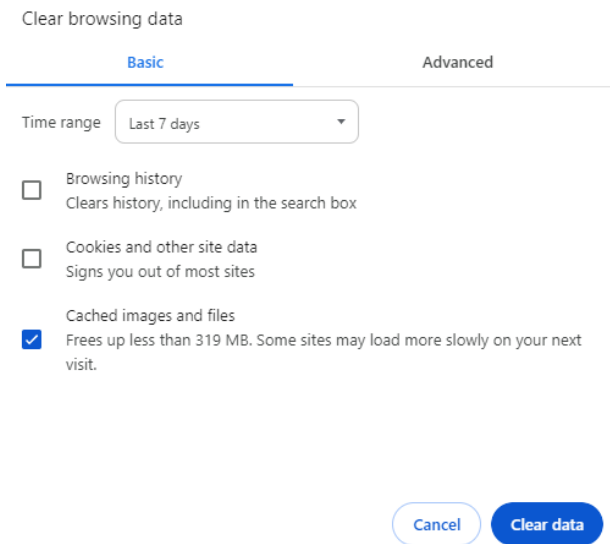 Clear browsing data
Basic
Advanced
Time range
Last 7 days
Browsing history
Clears history, including in the search box
Cookies and other site data
Signs you out of most sites
Cached images and files
Frees up less than 319 MB. Some sites may load more slowly on your next
visit.
Cancel
Clear data